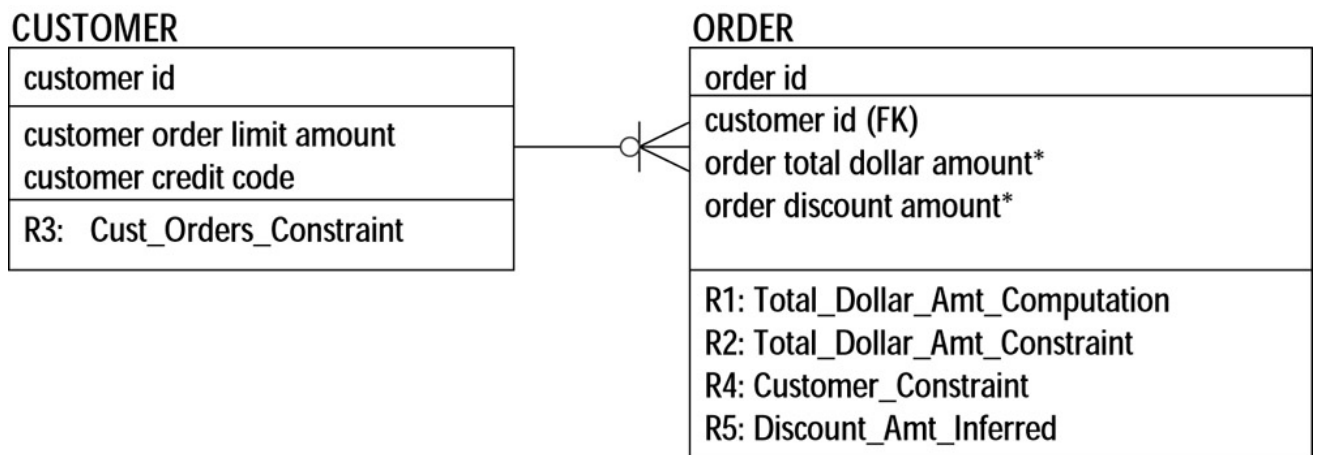 CUSTOMER
customer id
customer order limit amount
customer credit code
R3: Cust_Orders_Constraint
ORDER
order id
customer id (FK)
order total dollar amount*
order discount amount*
R1: Total_Dollar_Amt_Computation
R2: Total_Dollar_Amt_Constraint
R4: Customer_Constraint
R5: Discount_Amt_Inferred